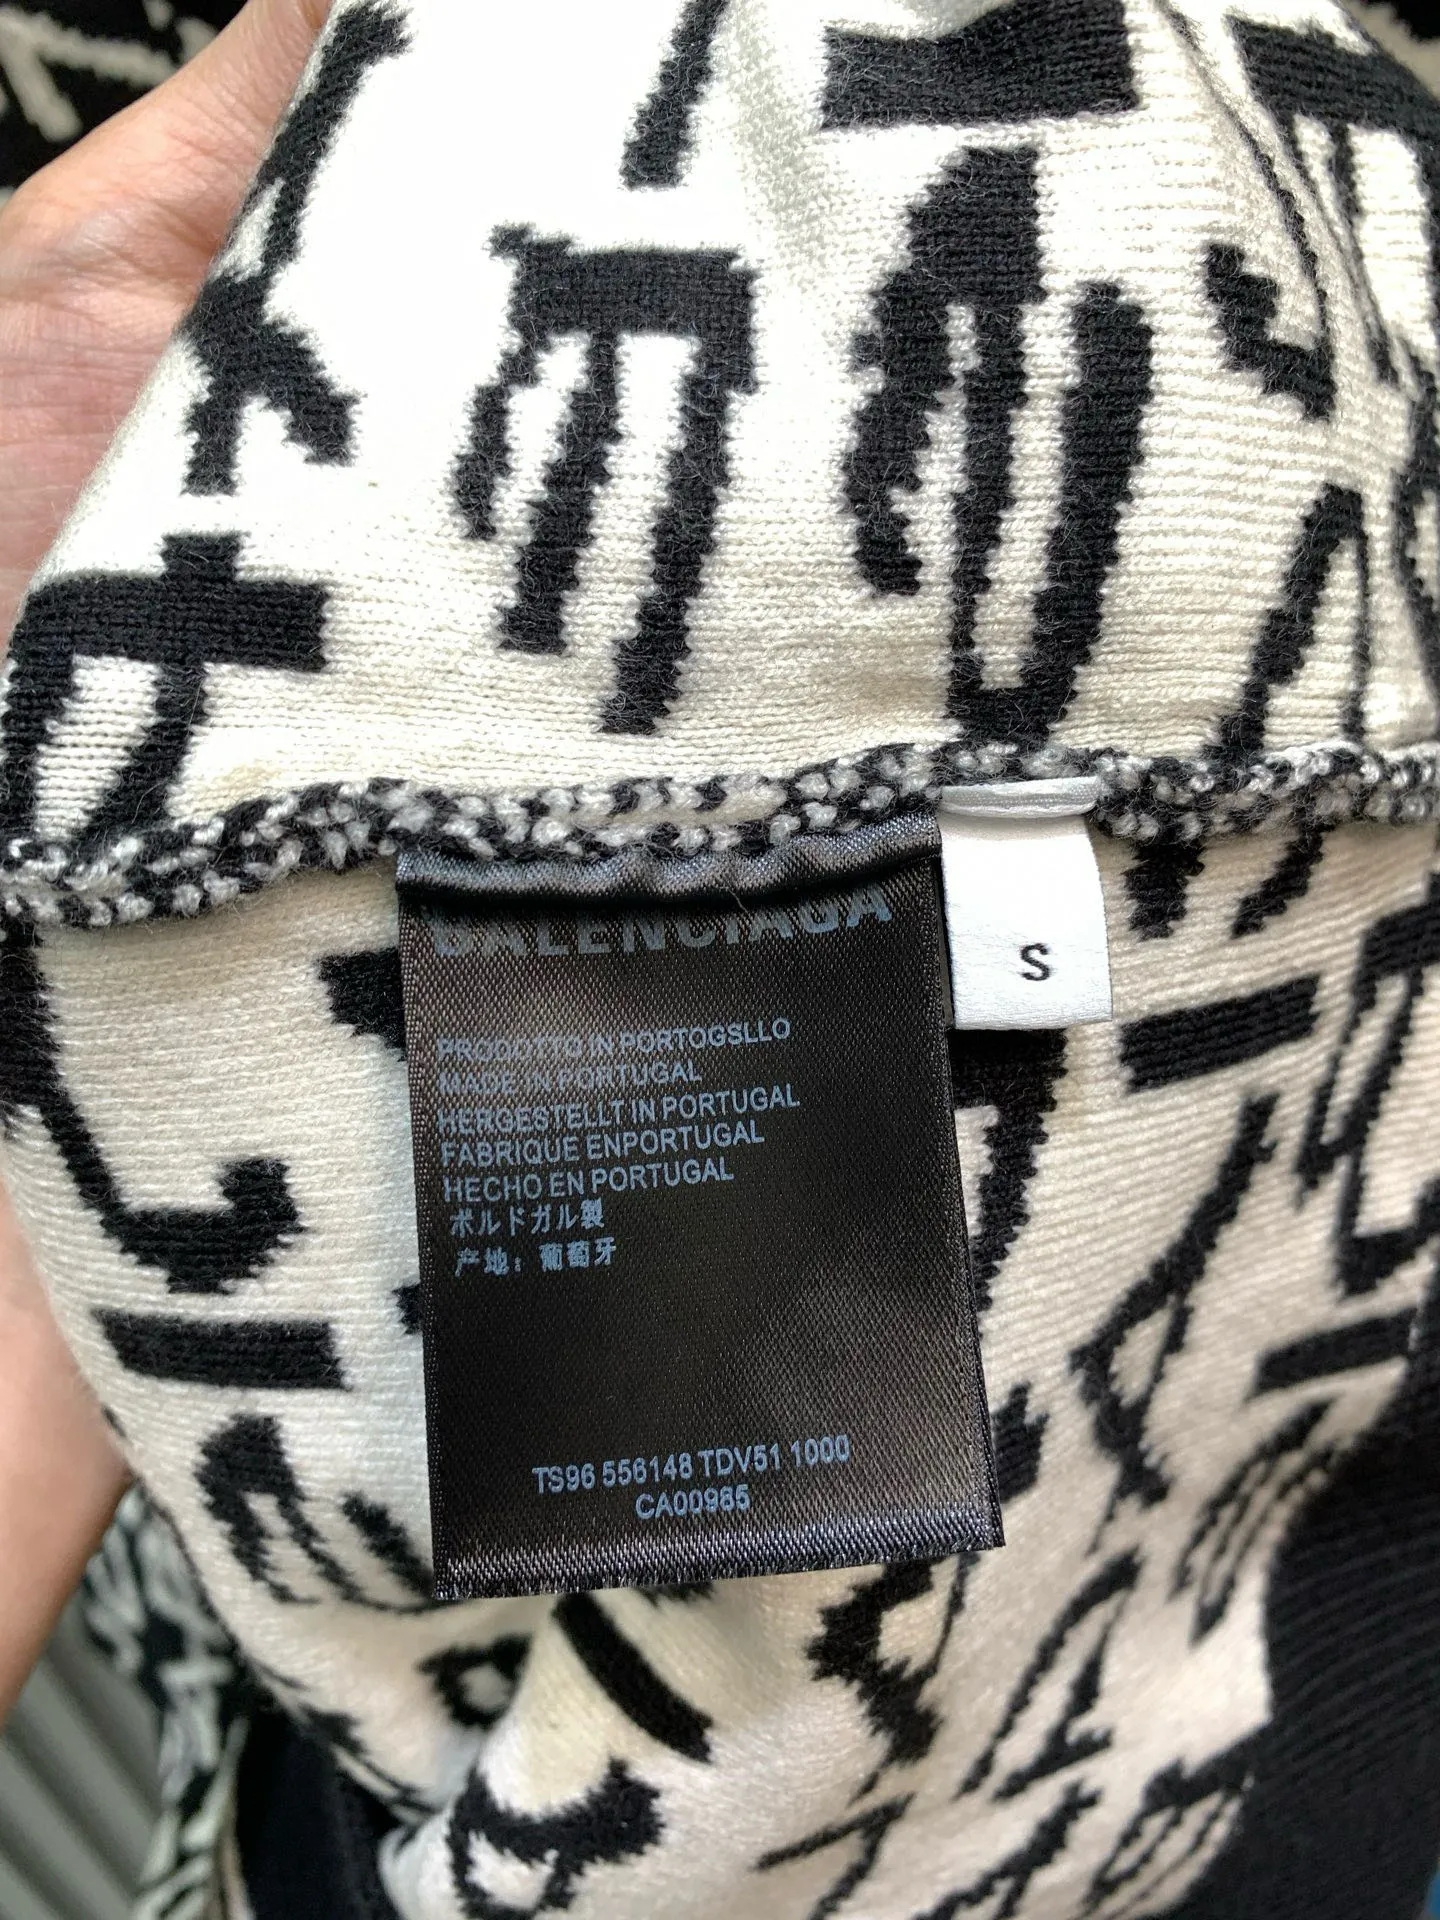 BALENCIAGA
S
PRODOTTO IN PORTOGSLLO
MADE IN PORTUGAL
HERGESTELLT IN PORTUGAL
FABRIQUE ENPORTUGAL
HECHO EN PORTUGAL
ポルドガル製
产地：葡萄牙
TS96 556148 TDV51 1000
CA00985